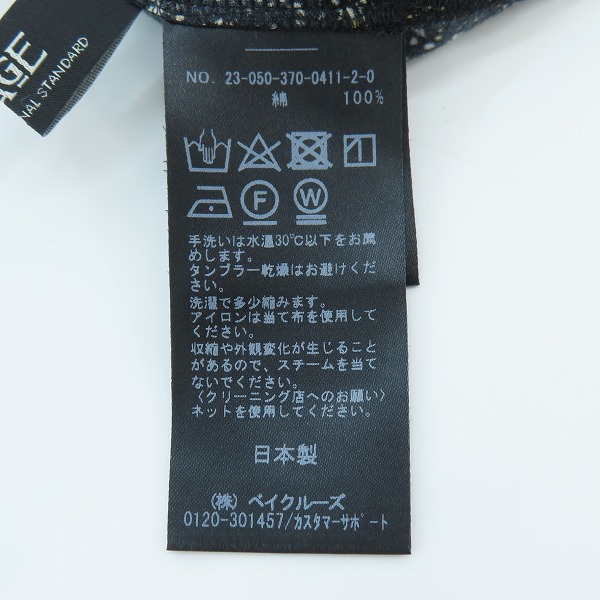 AGE
NAL STANDARD
NO. 23-050-370-0411-2-0
綿 100%
F W
手洗いは水温30℃以下をお薦
めします。
タンブラー乾燥はお避けくだ
さい。
洗濯で多少縮みます。
アイロンは当て布を使用して
ください。
収縮や外観変化が生じること
があるので、スチームを当て
ないでください。
〈クリーニング店へのお願い〉
ネットを使用してください。
日本製
(株) ベイクルーズ
0120-301457/カスタマーサポート